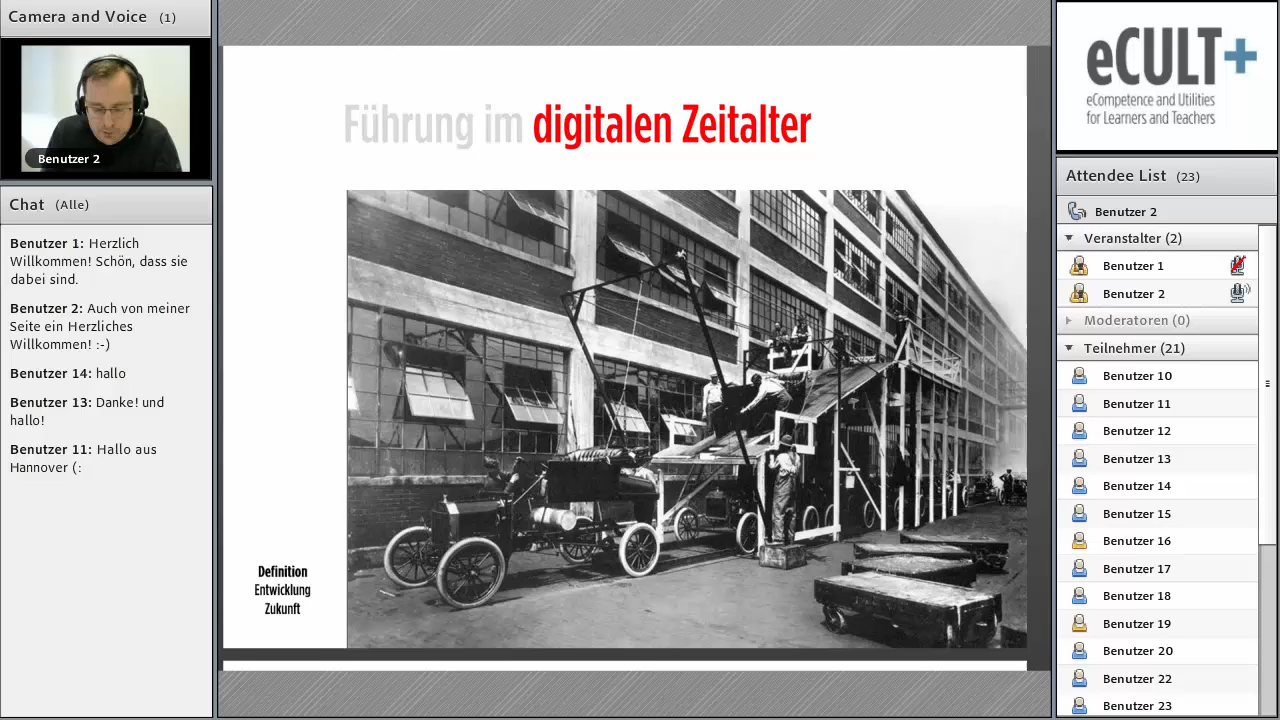 Camera and Voice (1)
Benutzer 2
Chat (Alle)
Benutzer 1: Herzlich
Willkommen! Schön, dass sie
dabei sind.
Benutzer 2: Auch von meiner
Seite ein Herzliches
Willkommen! :-)
Benutzer 14: hallo
Benutzer 13: Danke! und
hallo!
Benutzer 11: Hallo aus
Hannover (:
Führung im digitalen Zeitalter
Definition
Entwicklung
Zukunft
eCULT+
eCompetence and Utilities
for Learners and Teachers
Attendee List (23)
Benutzer 2
Veranstalter (2)
Benutzer 1
Benutzer 2
Moderatoren (0)
Teilnehmer (21)
Benutzer 10
Benutzer 11
Benutzer 12
Benutzer 13
Benutzer 14
Benutzer 15
Benutzer 16
Benutzer 17
Benutzer 18
Benutzer 19
Benutzer 20
Benutzer 22
Benutzer 23